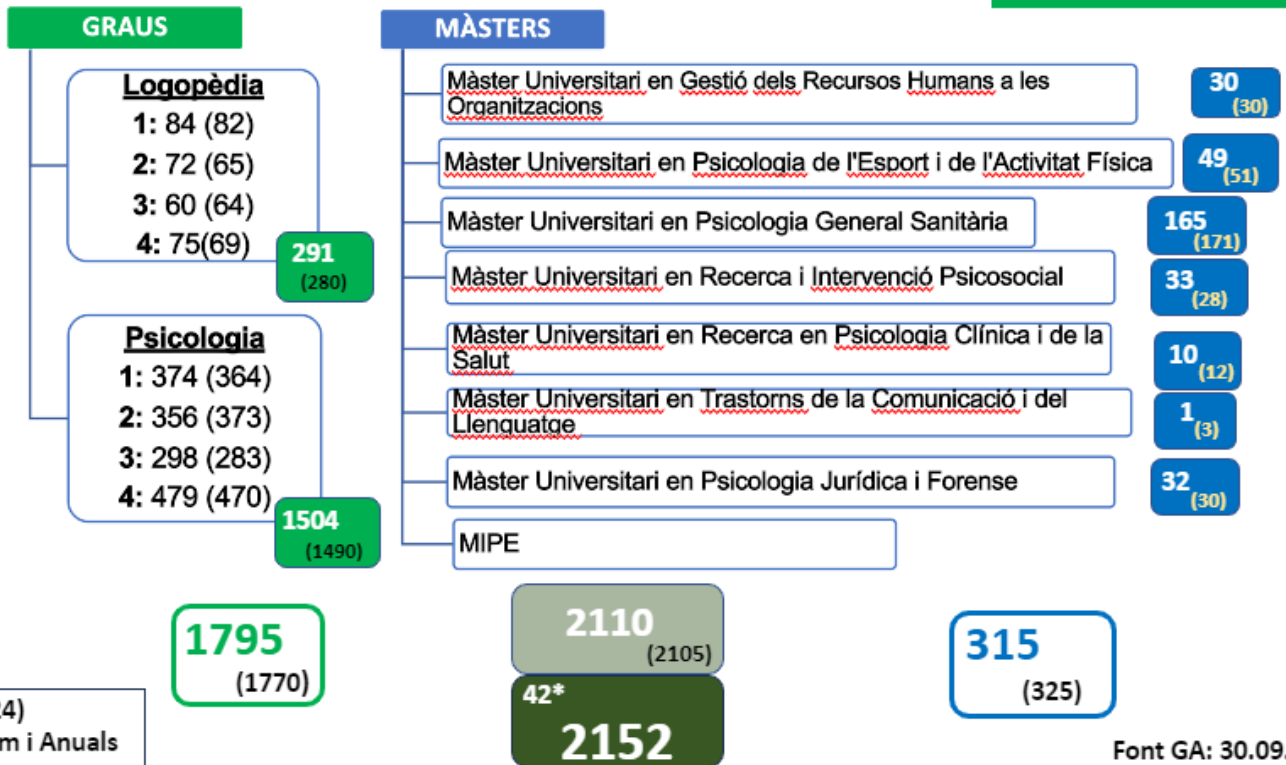 GRAUS
Logopèdia
1: 84 (82)
2: 72 (65)
3: 60 (64)
4: 75(69)
291
(280)
Psicologia
1: 374 (364)
2: 356 (373)
3: 298 (283)
4: 479 (470)
1504
(1490)
MÀSTERS
Màster Universitari en Gestió dels Recursos Humans a les
Organitzacions
30
(30)
Màster Universitari en Psicologia de l'Esport i de l'Activitat Física
49
(51)
Màster Universitari en Psicologia General Sanitària
165
(171)
Màster Universitari en Recerca i Intervenció Psicosocial
33
(28)
Màster Universitari en Recerca en Psicologia Clínica i de la
Salut
10
(12)
Màster Universitari en Trastorns de la Comunicació i del
Llenguatge
1
(3)
Màster Universitari en Psicologia Jurídica i Forense
32
(30)
MIPE
1795
(1770)
2110
(2105)
42*
2152
315
(325)
24)
m i Anuals
Font GA: 30.09.